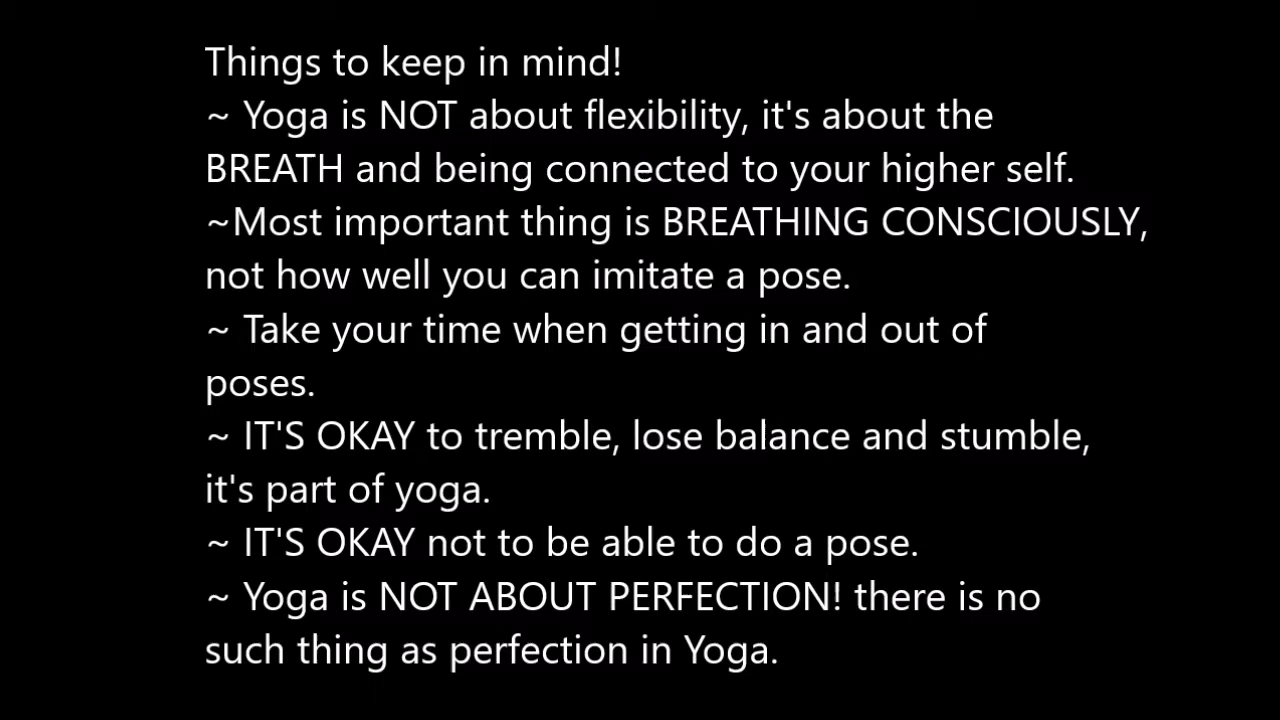 Things to keep in mind!
~ Yoga is NOT about flexibility, it's about the
BREATH and being connected to your higher self.
~Most important thing is BREATHING CONSCIOUSLY,
not how well you can imitate a pose.
~ Take your time when getting in and out of
poses.
~ IT'S OKAY to tremble, lose balance and stumble,
it's part of yoga.
~ IT'S OKAY not to be able to do a pose.
~ Yoga is NOT ABOUT PERFECTION! there is no
such thing as perfection in Yoga.